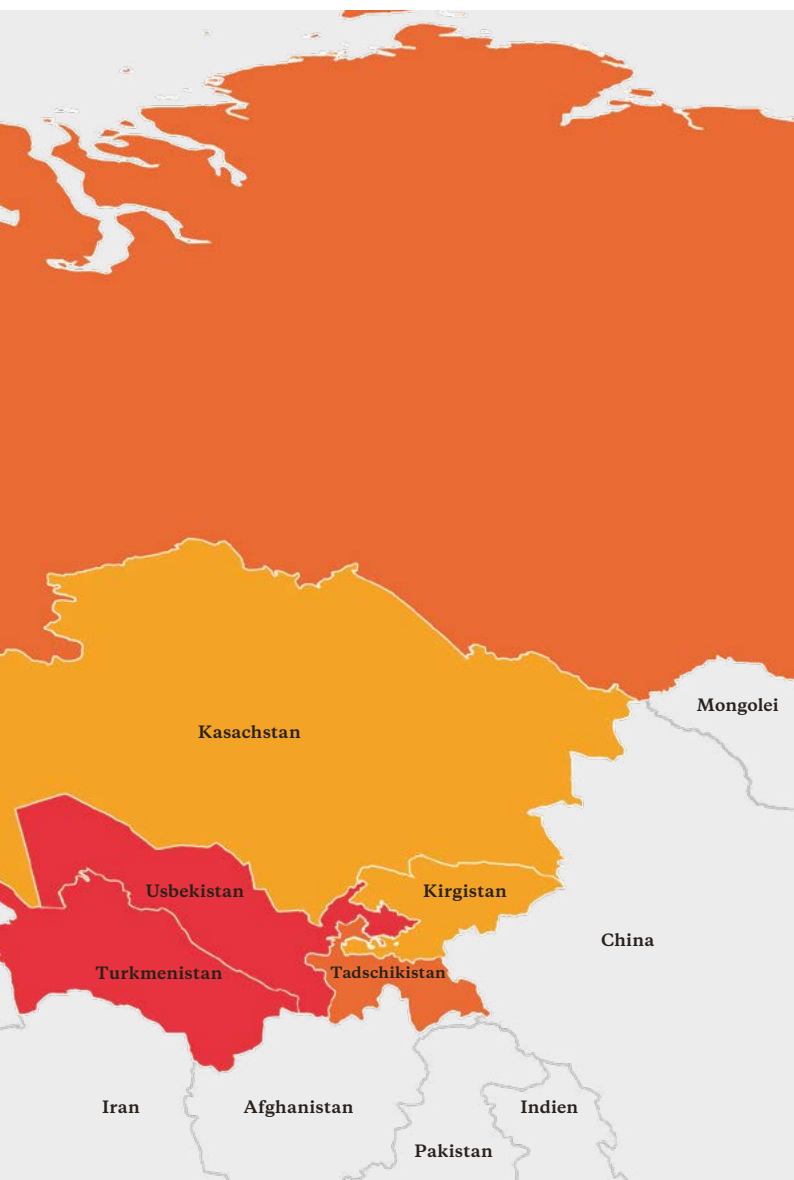 Mongolei
Kasachstan
Usbekistan
Kirgistan
China
Turkmenistan
Tadschikistan
Iran
Afghanistan
Indien
Pakistan